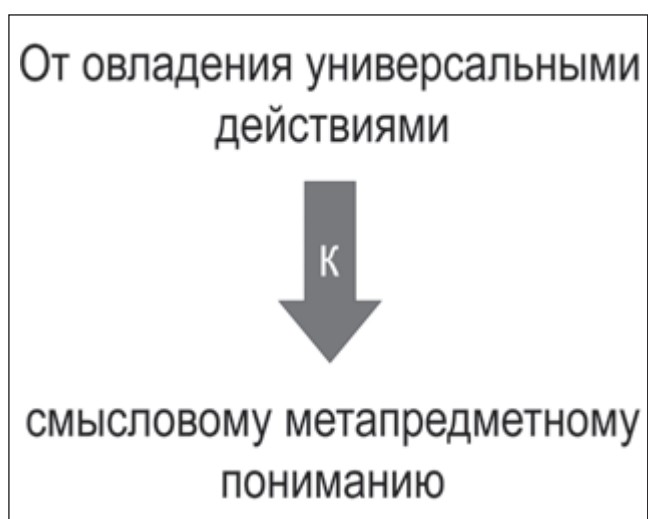 От овладения универсальными
действиями
к
смысловому метапредметному
пониманию